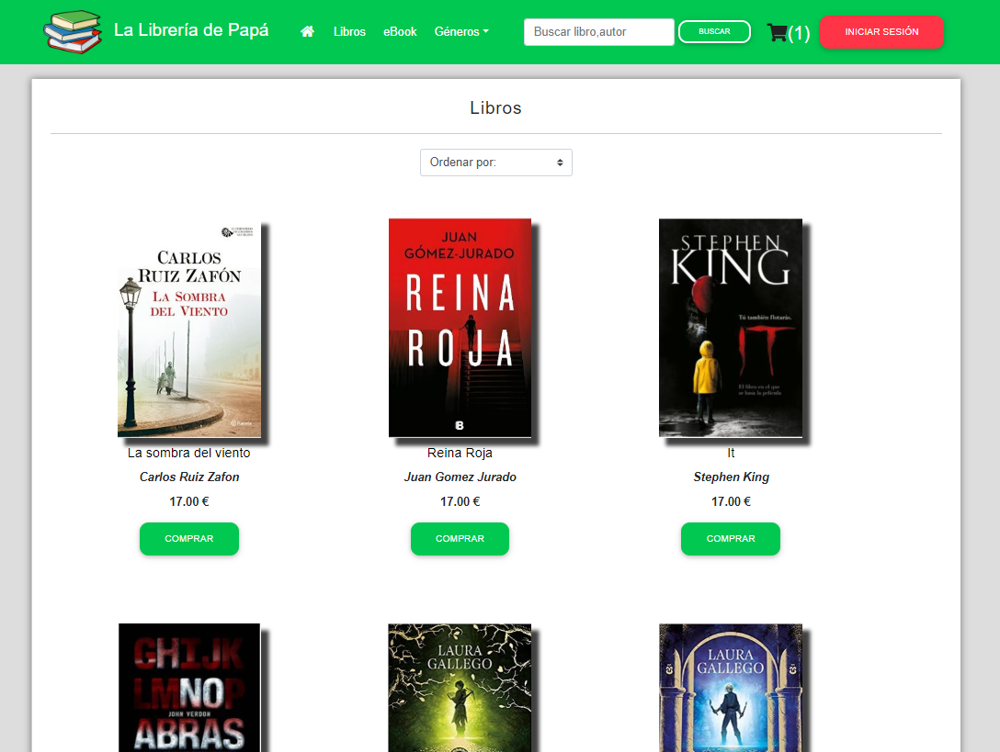 La Librería de Papá
Libros
eBook
Géneros
Buscar libro,autor
BUSCAR
(1)
INICIAR SESIÓN
Libros
Ordenar por:
CARLOS
RUIZ ZAFÓN
LA SOMBRA
DEL VIENTO
Planeta
La sombra del viento
Carlos Ruiz Zafon
17.00 €
COMPRAR
JUAN
GÓMEZ-JURADO
REINA
ROJA
B
Reina Roja
Juan Gomez Jurado
17.00 €
COMPRAR
STEPHEN
KING
Tú también flotarás.
IT
El libro en el que
se basa la película
It
Stephen King
17.00 €
COMPRAR
GHIJK
LMNOP
JOHN VERDON
ABRAS
LAURA
GALLEGO
LAURA
GALLEGO